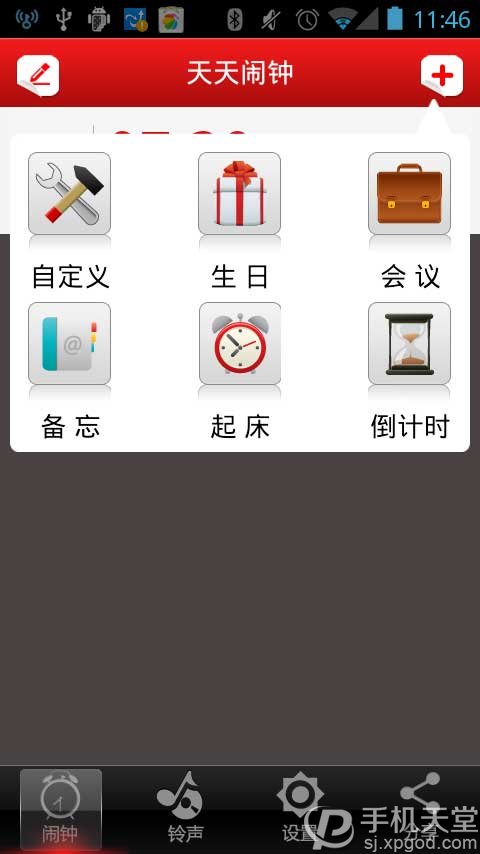 11:46
天天闹钟
自定义
生日
会议
@
备忘
起床
倒计时
闹钟
铃声
设置
分享
手机天堂
sj.xpgod.com